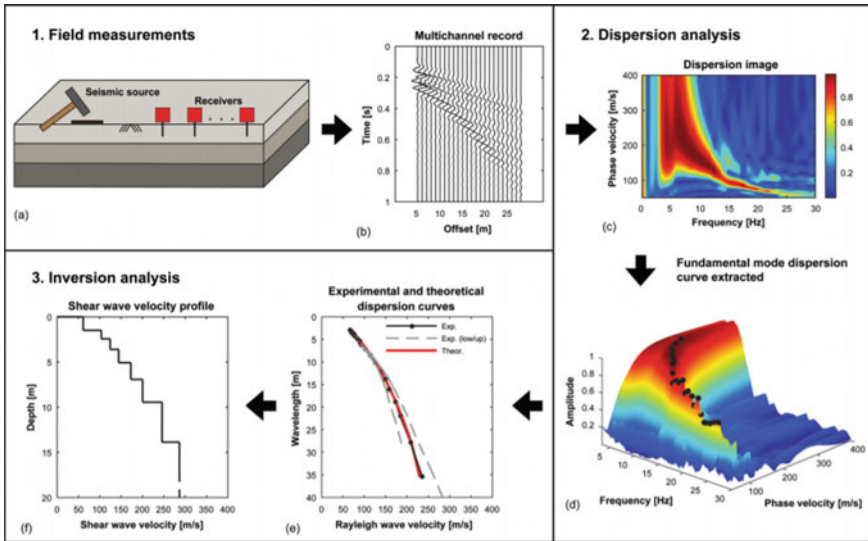 1. Field measurements
Seismic source
Receivers
(a)
Multichannel record
0
0.2
0.4
0.6
0.8
1
Time [s]
5 10 15 20 25
Offset [m]
(b)
2. Dispersion analysis
Dispersion image
400
300
200
100
Phase velocity [m/s]
0 5 10 15 20 25 30
Frequency [Hz]
0.8
0.6
0.4
0.2
(c)
Fundamental mode dispersion
curve extracted
1
0.8
0.6
0.4
0.2
Amplitude
5 10 15 20 25 30
Frequency [Hz]
100 200 300 400
Phase velocity [m/s]
(d)
3. Inversion analysis
Experimental and theoretical
dispersion curves
Exp.
Exp. (low/up)
Theor.
0
5
10
15
20
25
30
35
40
Wavelength [m]
0 50 100 150 200 250 300 350 400
Rayleigh wave velocity [m/s]
(e)
Shear wave velocity profile
0
5
10
15
20
Depth [m]
0 50 100 150 200 250 300 350 400
Shear wave velocity [m/s]
(f)